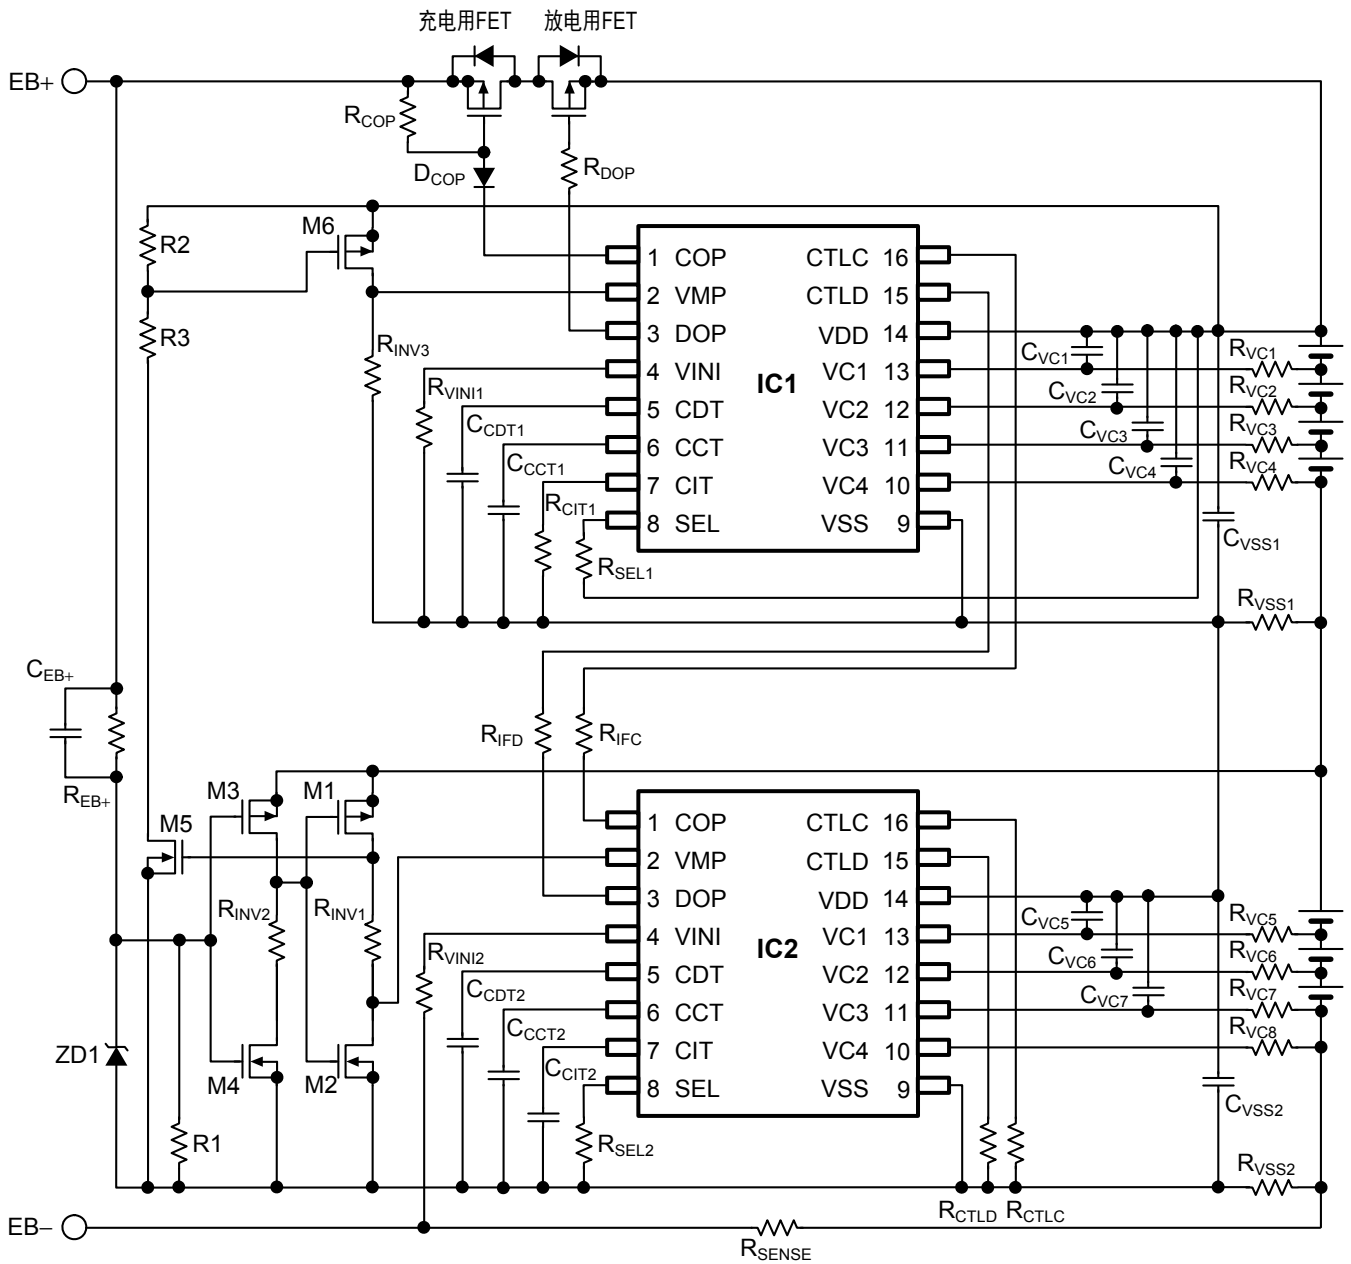 充电用FET 放电用FET
EB+
RCOP
DCOP
RDOP
M6
R2
R3
RINV3
1 COP CTLC 16
2 VMP CTLD 15
3 DOP VDD 14
4 VINI VC1 13
IC1
5 CDT VC2 12
6 CCT VC3 11
7 CIT VC4 10
8 SEL VSS 9
RVINI1
CCDT1
CCCT1
RCIT1
RSEL1
CVC1
CVC2
CVC3
CVC4
RVC1
RVC2
RVC3
RVC4
CVSS1
RVSS1
CEB+
REB+
RIFD RIFC
M3 M1
M5
RINV2 RINV1
1 COP CTLC 16
2 VMP CTLD 15
3 DOP VDD 14
4 VINI VC1 13
IC2
5 CDT VC2 12
6 CCT VC3 11
7 CIT VC4 10
8 SEL VSS 9
RVINI2
CCDT2
CCCT2
CCIT2
RSEL2
CVC5
CVC6
CVC7
RVC5
RVC6
RVC7
RVC8
CVSS2
RVSS2
ZD1
M4 M2
R1
RCTLD RCTLC
EB−
RSENSE